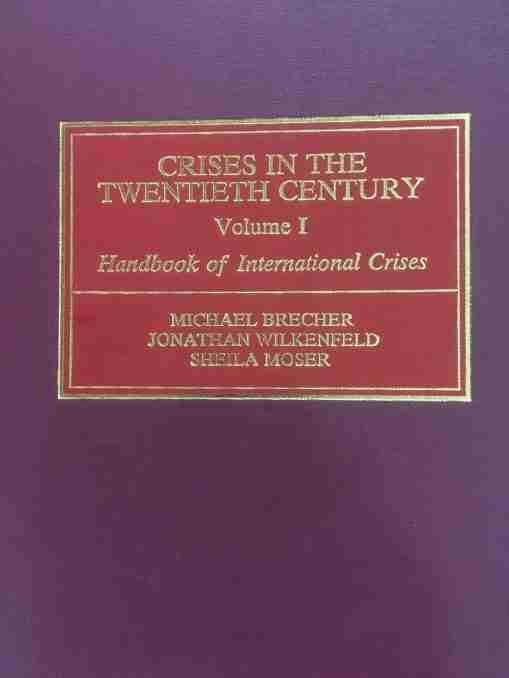 CRISES IN THE
TWENTIETH CENTURY
Volume I
Handbook of International Crises
MICHAEL BRECHER
JONATHAN WILKENFELD
SHEILA MOSER